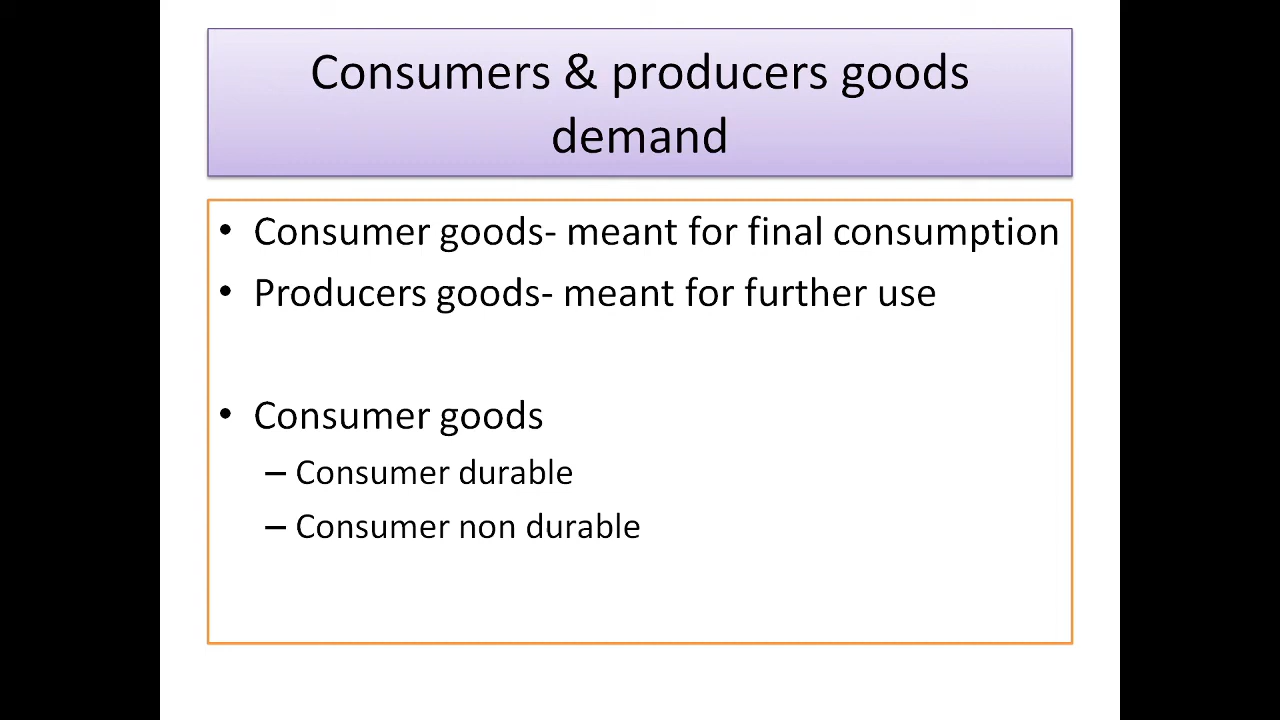 Consumers & producers goods
demand
• Consumer goods- meant for final consumption
• Producers goods- meant for further use
• Consumer goods
– Consumer durable
– Consumer non durable